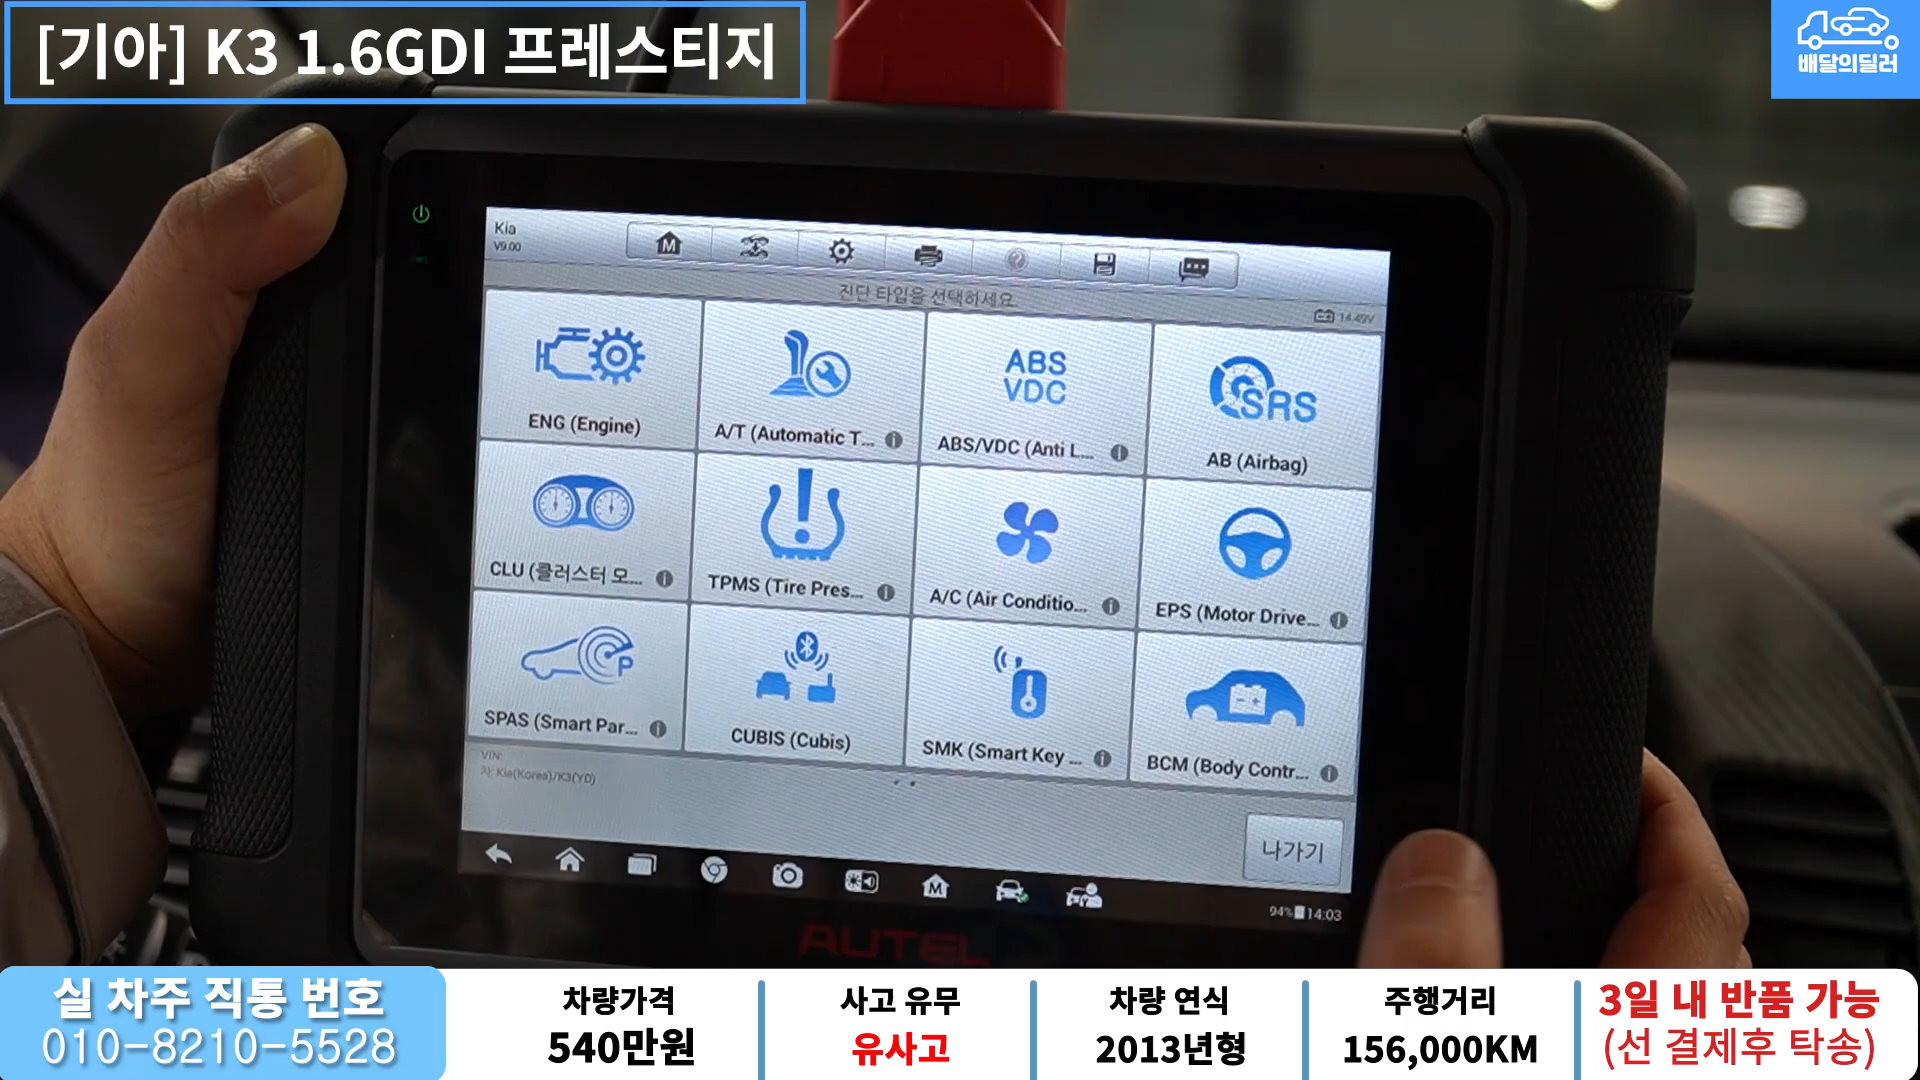 [기아] K3 1.6GDI 프레스티지
배달의딜러
Kia
V9.00
M
?
진단 타입을 선택하세요
14.49V
ENG (Engine)
A/T (Automatic T...
ABS
VDC
ABS/VDC (Anti L...
SRS
AB (Airbag)
CLU (클러스터 모...
TPMS (Tire Pres...
A/C (Air Conditio...
EPS (Motor Drive...
P
SPAS (Smart Par...
CUBIS (Cubis)
SMK (Smart Key ...
BCM (Body Contr...
VIN:
차: Kia(Korea)/K3(YD)
나가기
M
94% 14:03
AUTEL
실 차주 직통 번호
010-8210-5528
차량가격
540만원
사고 유무
유사고
차량 연식
2013년형
주행거리
156,000KM
3일 내 반품 가능
(선 결제후 탁송)